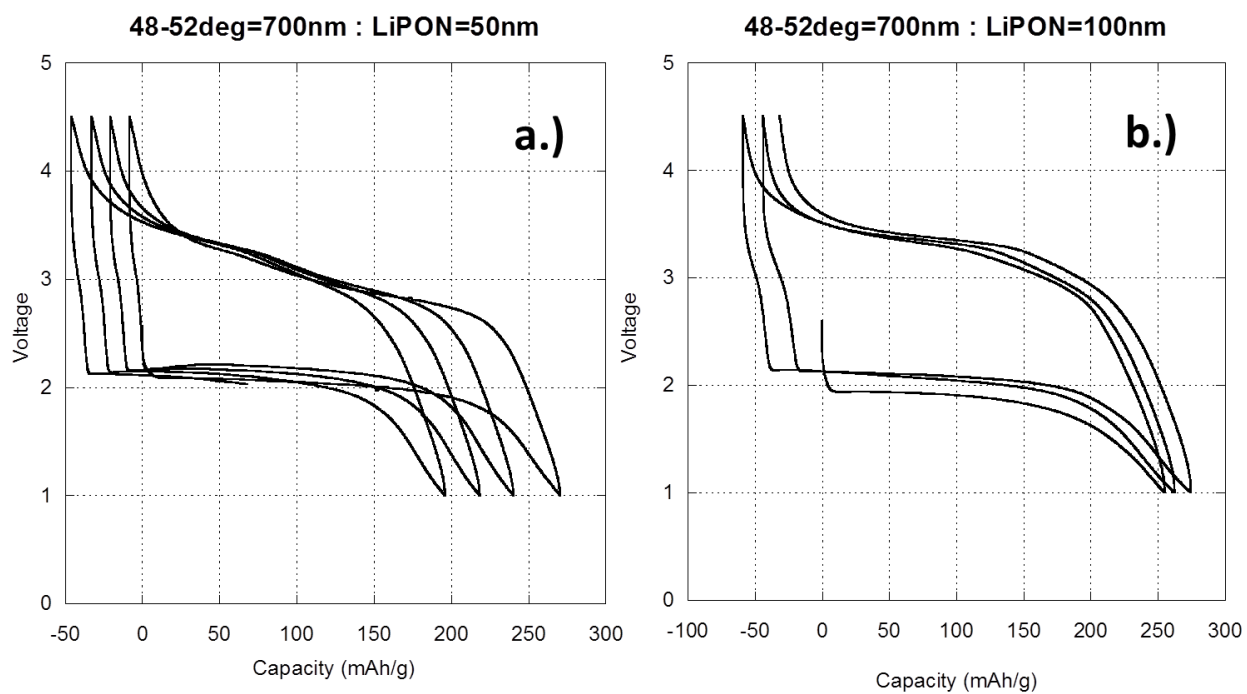 48-52deg=700nm : LiPON=50nm
a.)
5
4
3
2
1
0
Voltage
-50 0 50 100 150 200 250 300
Capacity (mAh/g)
48-52deg=700nm : LiPON=100nm
b.)
5
4
3
2
1
0
Voltage
-100 -50 0 50 100 150 200 250 300
Capacity (mAh/g)